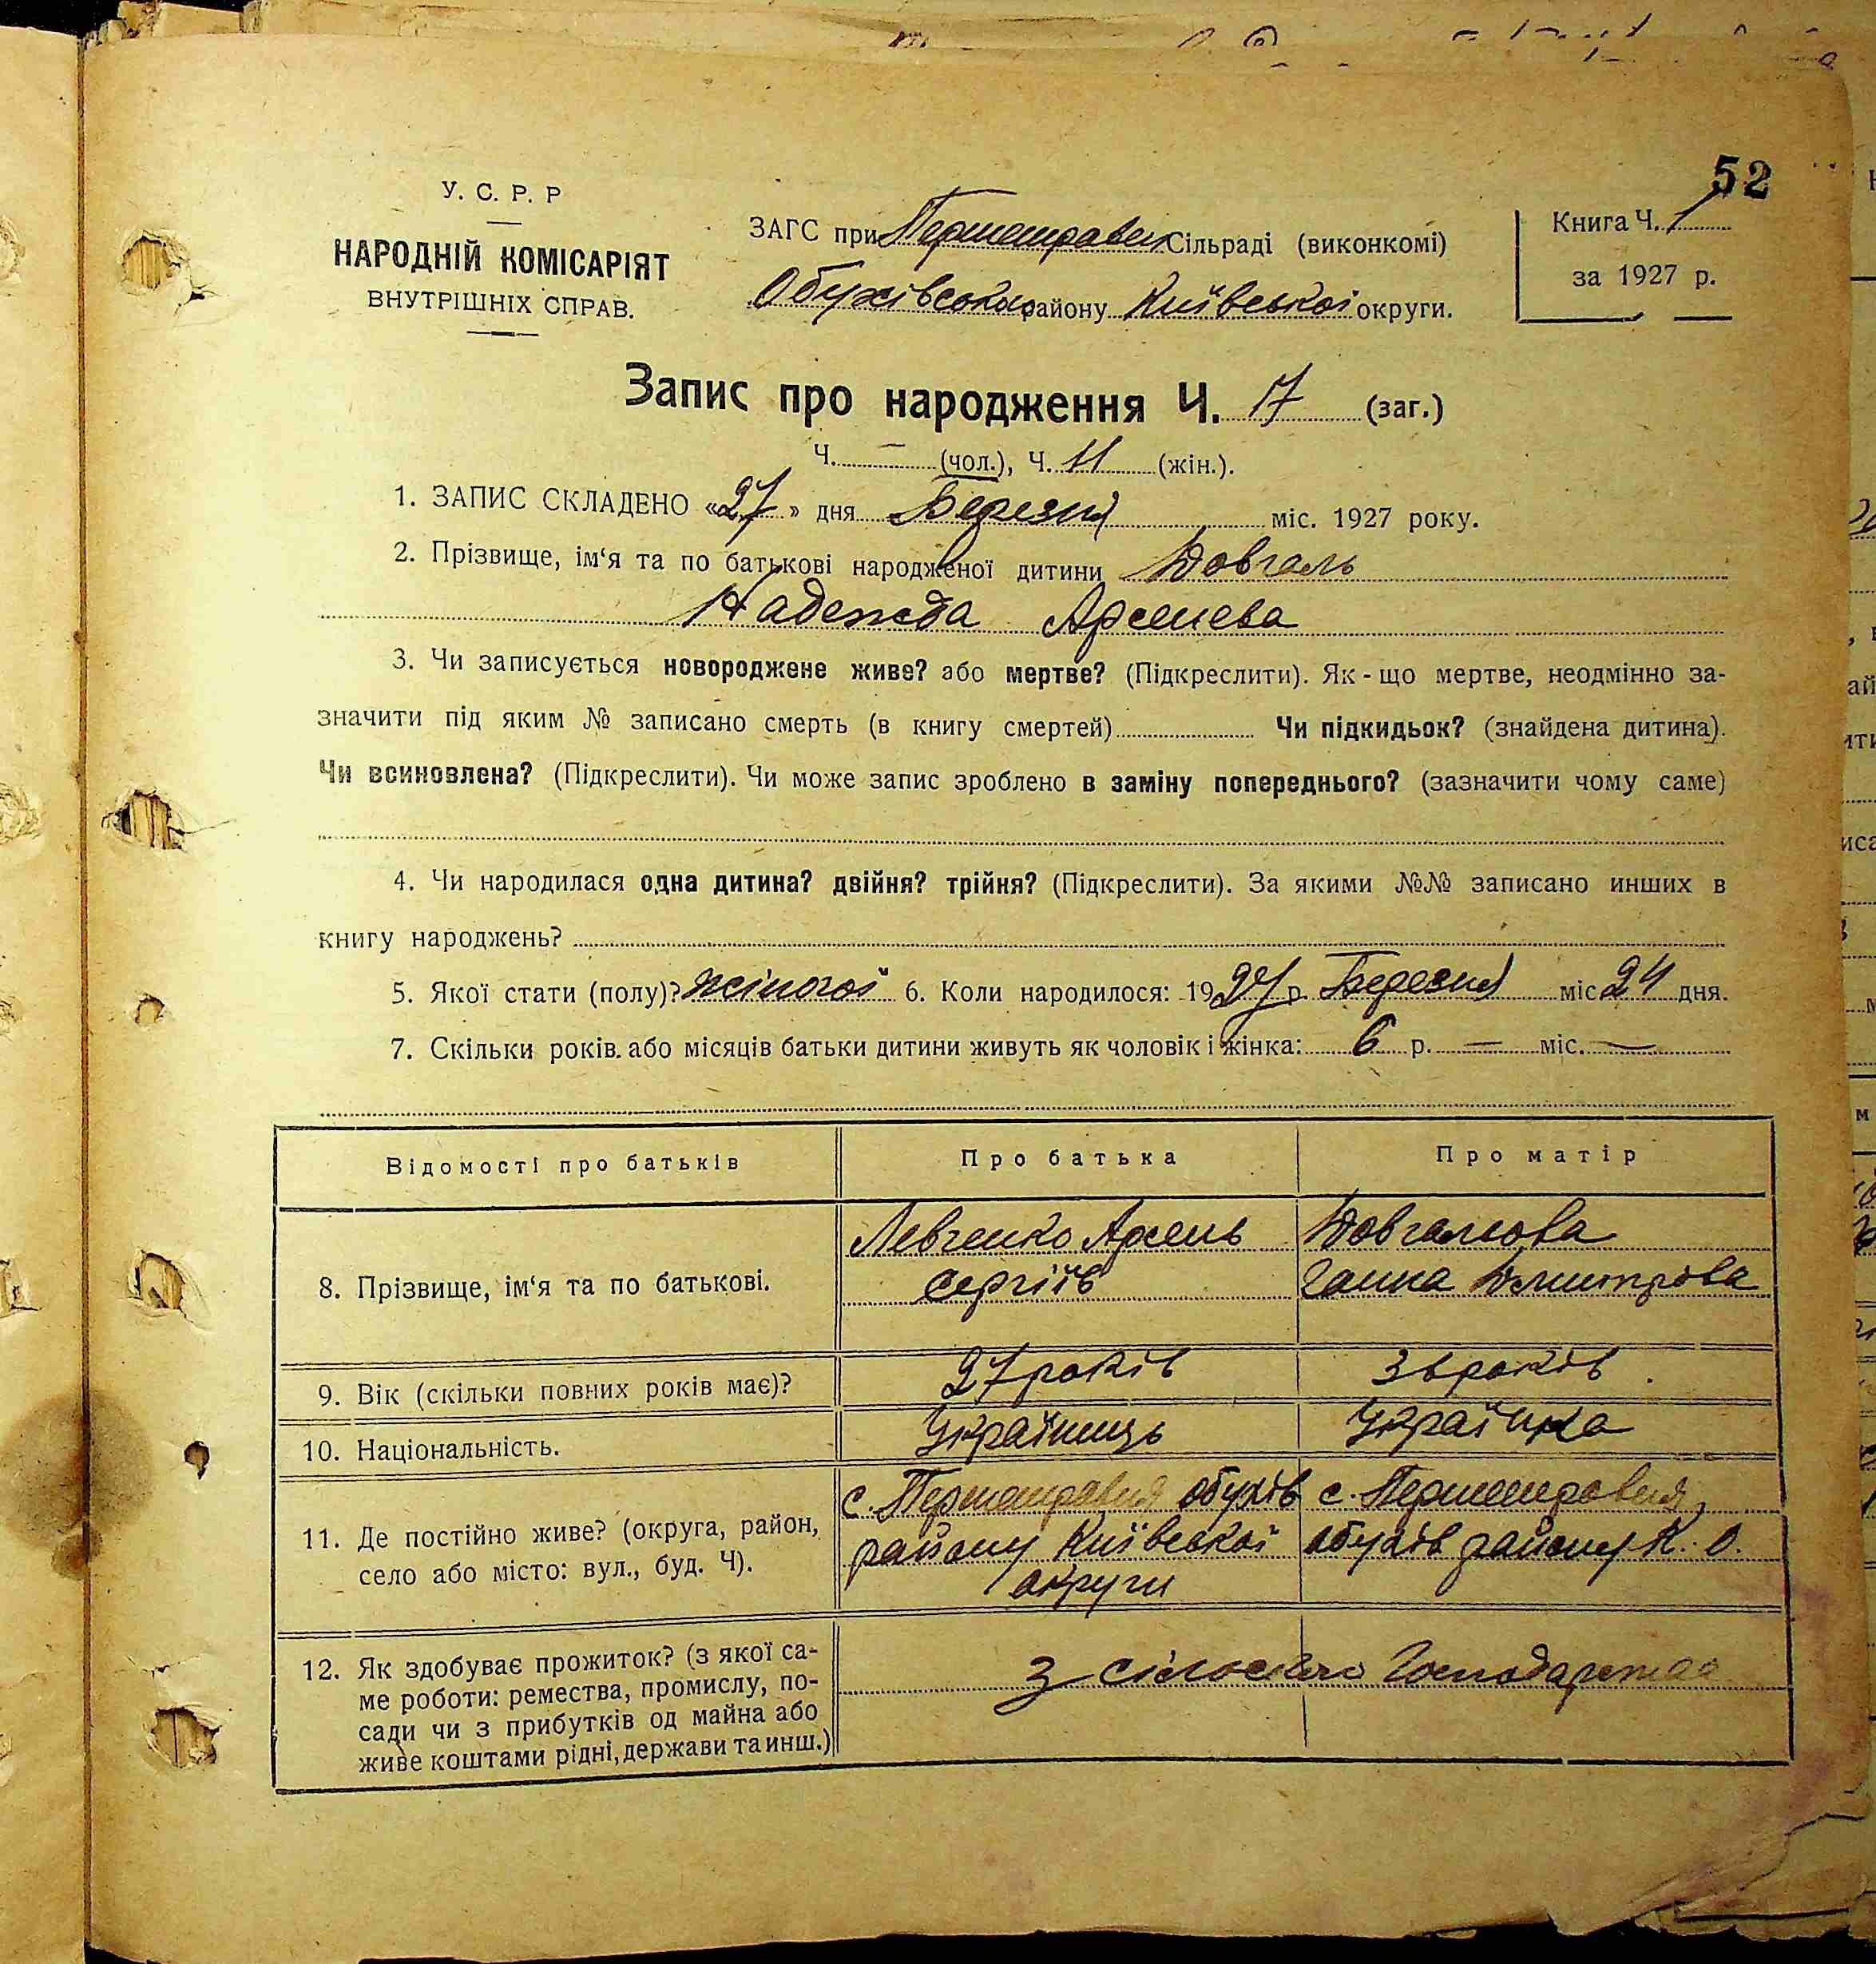 52
У. С. Р. Р
НАРОДНІЙ КОМІСАРІЯТ
ВНУТРІШНІХ СПРАВ.
ЗАГС при Першетравен Сільраді (виконкомі)
Обухівського району Київської округи.
Книга Ч. 1
за 1927 р.
Запис про народження Ч. 17 (заг.)
Ч. — (чол.), Ч. 11 (жін.).
1. ЗАПИС СКЛАДЕНО «27» дня Березня міс. 1927 року.
2. Прізвище, ім‘я та по батькові народженої дитини Довгаль
Надежда Арсенева
3. Чи записується новороджене живе? або мертве? (Підкреслити). Як-що мертве, неодмінно за-
значити під яким № записано смерть (в книгу смертей) Чи підкидьок? (знайдена дитина).
Чи всиновлена? (Підкреслити). Чи може запис зроблено в заміну попереднього? (зазначити чому саме)
4. Чи народилася одна дитина? двійня? трійня? (Підкреслити). За якими №№ записано инших в
книгу народжень?
5. Якої стати (полу)? жіночої 6. Коли народилося: 1927 р. Березня міс 24 дня.
7. Скільки років. або місяців батьки дитини живуть як чоловік і жінка: 6 р. — міс. —
Відомості про батьків Про батька Про матір
8. Прізвище, ім‘я та по батькові.
Левченко Арсень
Сергіїв
Довгальова
Ганна Дмитрова
9. Вік (скільки повних років має)? 27 років 36 років.
10. Національність. Українець Українка
11. Де постійно живе? (округа, район,
село або місто: вул., буд. Ч).
с. Першетравня обухів
району Київської
округи
с. Першетравня,
обухів району К. О.
12. Як здобуває прожиток? (з якої са-
ме роботи: ремества, промислу, по-
сади чи з прибутків од майна або
живе коштами рідні, держави та инш.)
З сільського Господарства